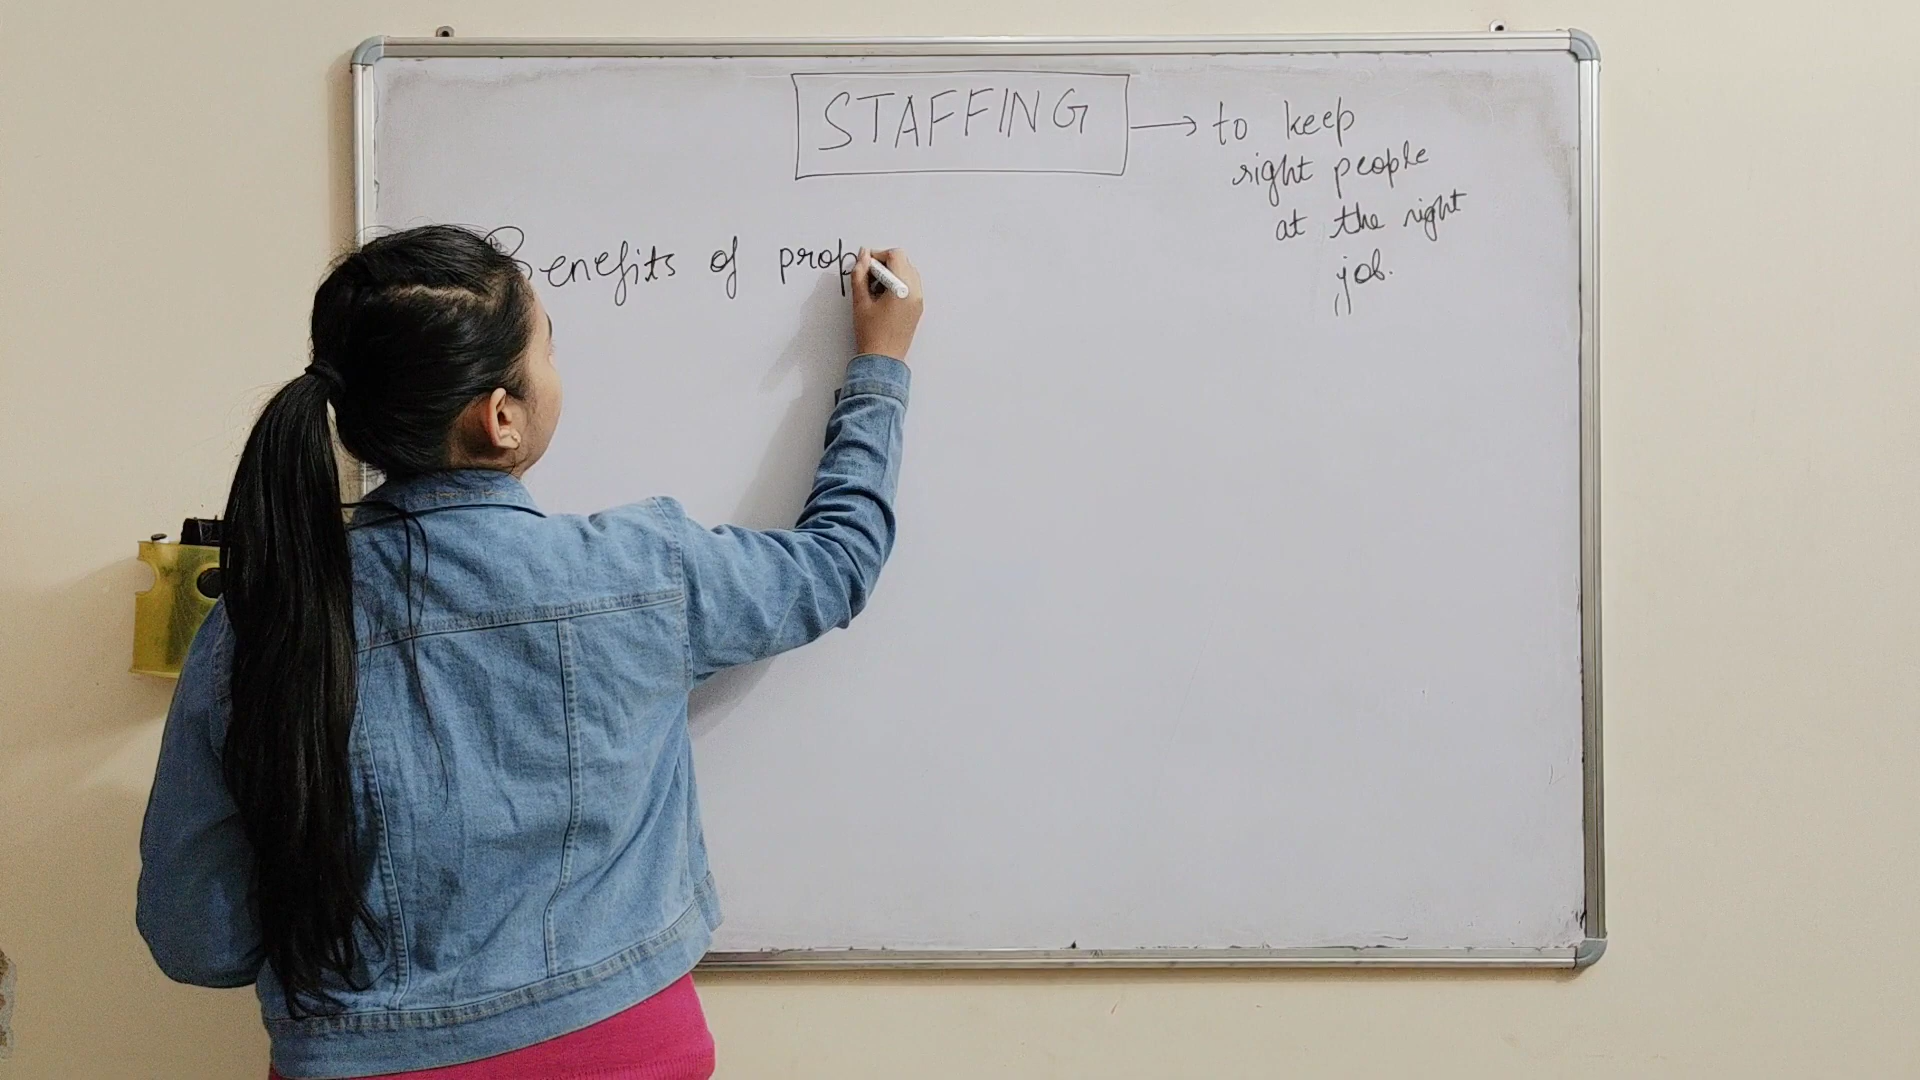 STAFFING → to keep
right people
at the right
job.
Benefits of prop